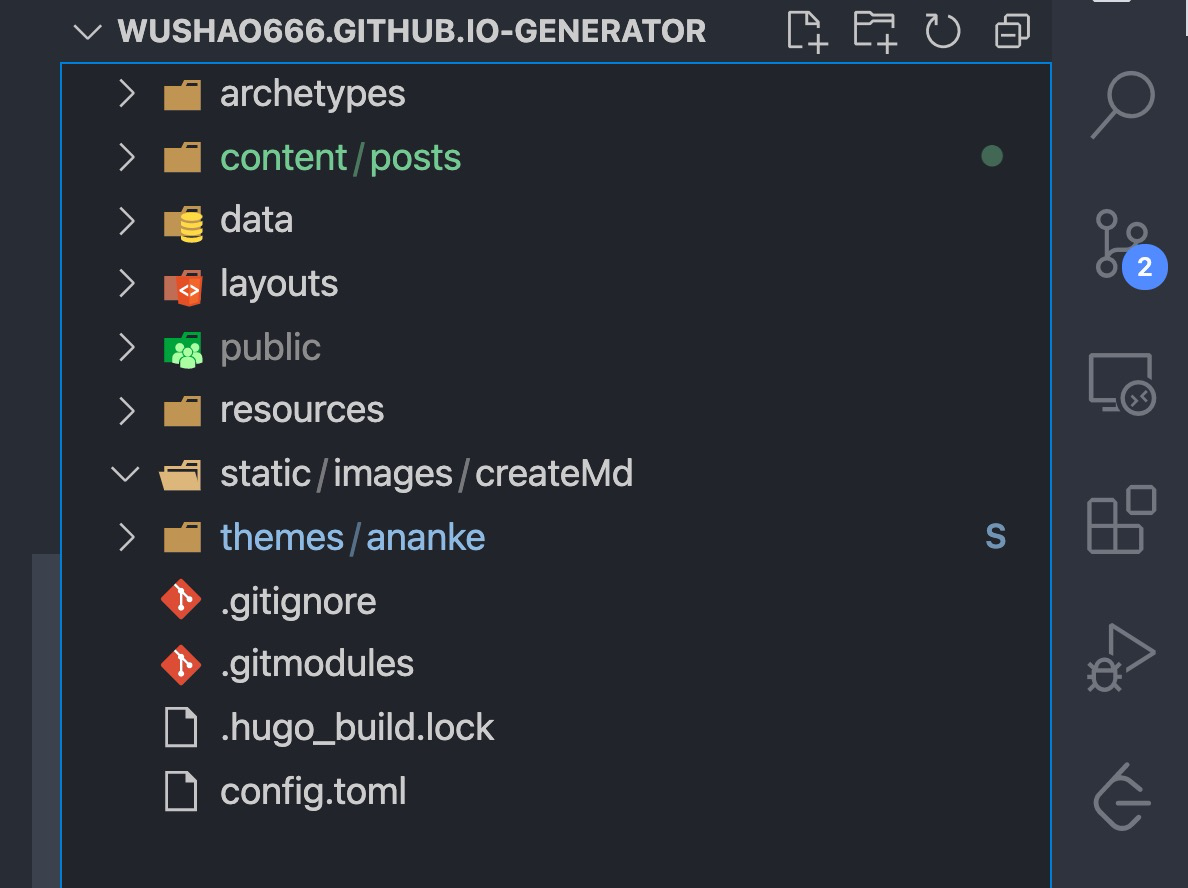 WUSHAO666.GITHUB.IO-GENERATOR
archetypes
content/posts
data
layouts
public
resources
static/images/createMd
themes/ananke S
.gitignore
.gitmodules
.hugo_build.lock
config.toml
2